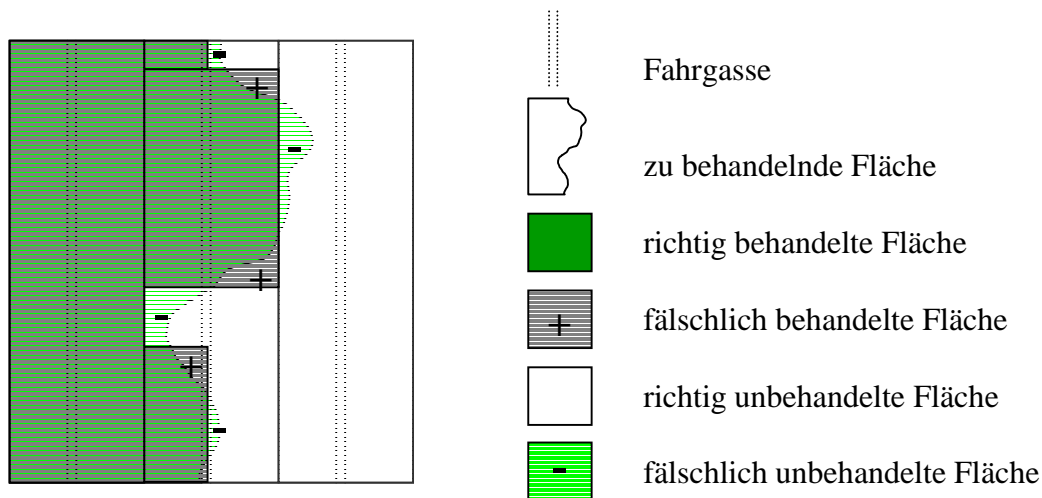 Fahrgasse
zu behandelnde Fläche
richtig behandelte Fläche
fälschlich behandelte Fläche
richtig unbehandelte Fläche
fälschlich unbehandelte Fläche